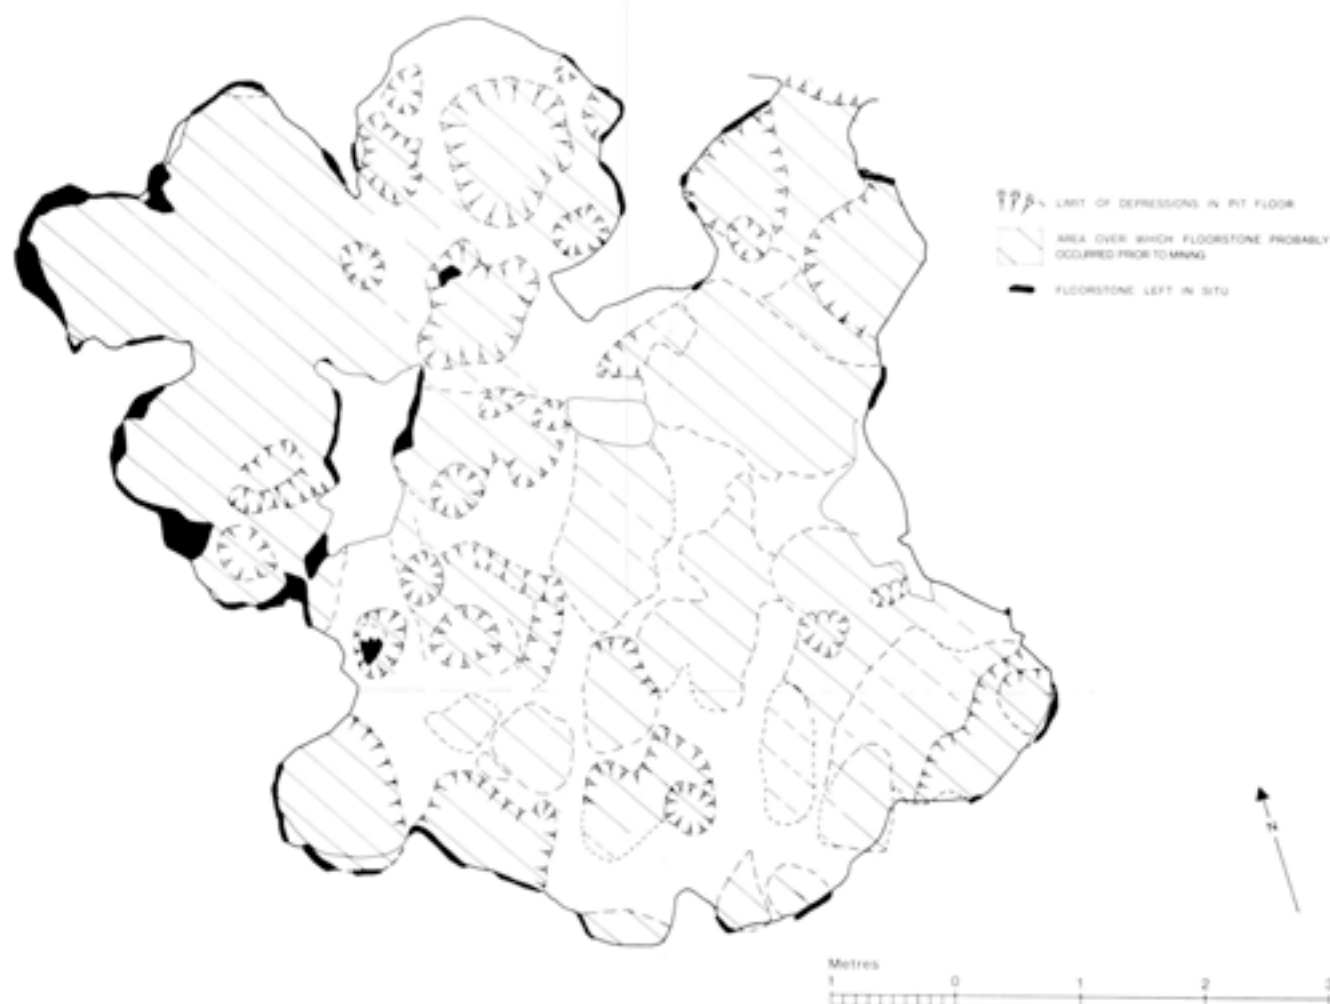 LIMIT OF DEPRESSIONS IN PIT FLOOR
AREA OVER WHICH FLOORSTONE PROBABLY
OCCURRED PRIOR TO MINING
FLOORSTONE LEFT IN SITU
N
Metres
1 0 1 2 3